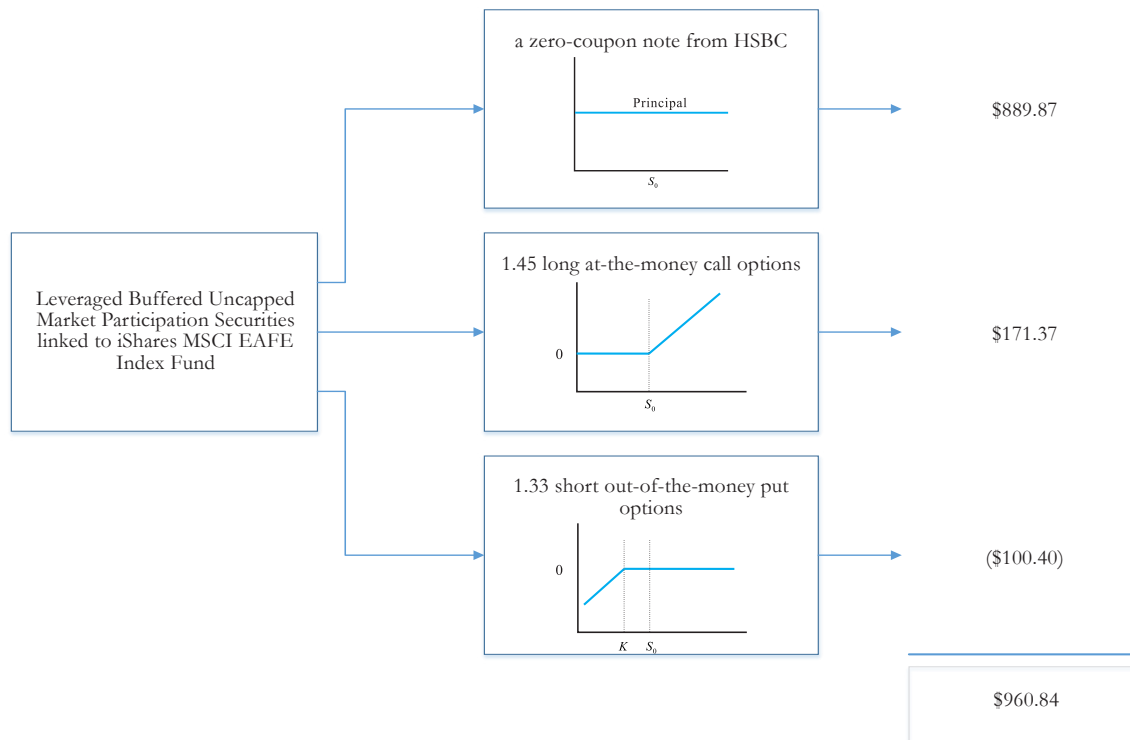 a zero-coupon note from HSBC
Principal
S₀
$889.87
Leveraged Buffered Uncapped
Market Participation Securities
linked to iShares MSCI EAFE
Index Fund
1.45 long at-the-money call options
0
S₀
$171.37
1.33 short out-of-the-money put
options
0
K S₀
($100.40)
$960.84